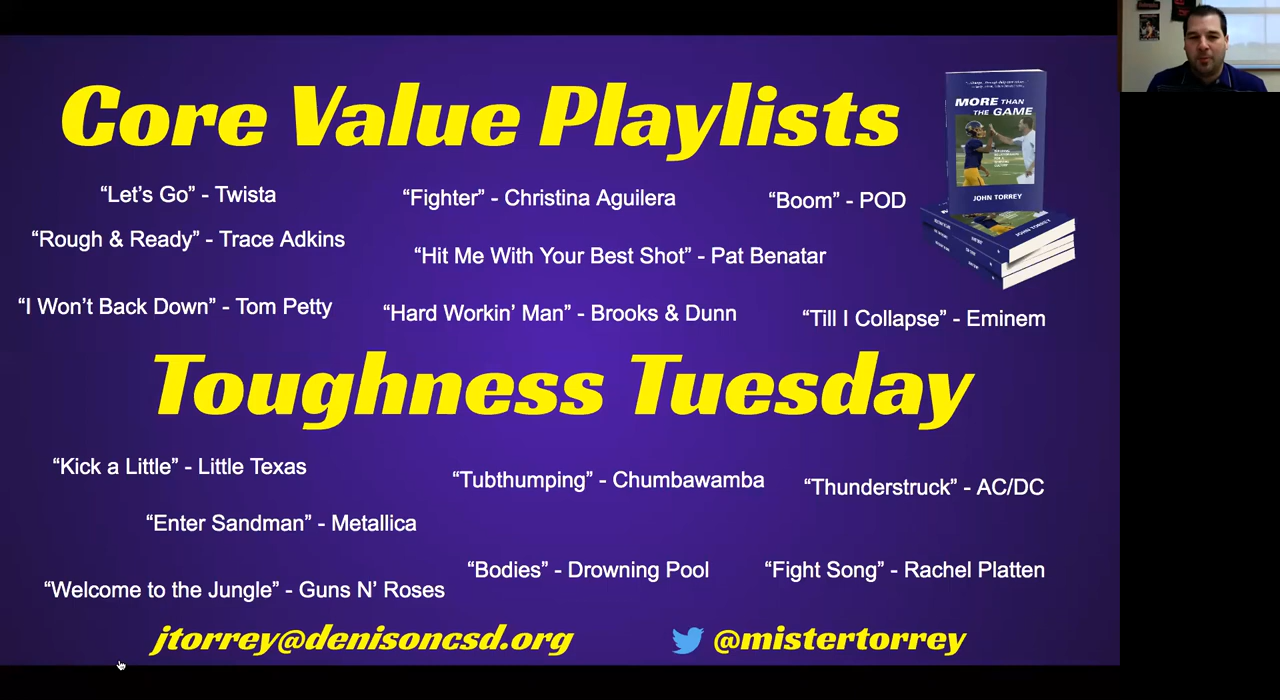 Core Value Playlists
“Let’s Go” - Twista
“Fighter” - Christina Aguilera
“Boom” - POD
“Rough & Ready” - Trace Adkins
“Hit Me With Your Best Shot” - Pat Benatar
“I Won’t Back Down” - Tom Petty
“Hard Workin’ Man” - Brooks & Dunn
“Till I Collapse” - Eminem
MORE THAN
THE GAME
JOHN TORREY
JOHN TORREY
Toughness Tuesday
“Kick a Little” - Little Texas
“Tubthumping” - Chumbawamba
“Thunderstruck” - AC/DC
“Enter Sandman” - Metallica
“Bodies” - Drowning Pool
“Fight Song” - Rachel Platten
“Welcome to the Jungle” - Guns N’ Roses
jtorrey@denisoncsd.org
@mistertorrey